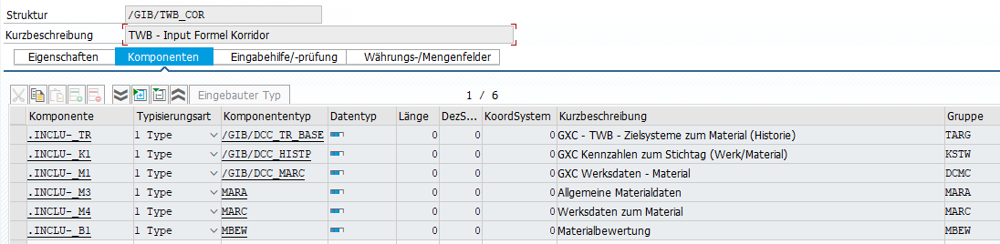 Struktur /GIB/TWB_COR
Kurzbeschreibung TWB - Input Formel Korridor
Eigenschaften Komponenten Eingabehilfe/-prüfung Währungs-/Mengenfelder
Eingebauter Typ 1 / 6
Komponente Typisierungsart Komponententyp Datentyp Länge DezS... KoordSystem Kurzbeschreibung Gruppe
.INCLU-_TR 1 Type /GIB/DCC_TR_BASE 0 0 0 GXC - TWB - Zielsysteme zum Material (Historie) TARG
.INCLU-_K1 1 Type /GIB/DCC_HISTP 0 0 0 GXC Kennzahlen zum Stichtag (Werk/Material) KSTW
.INCLU-_M1 1 Type /GIB/DCC_MARC 0 0 0 GXC Werksdaten - Material DCMC
.INCLU-_M3 1 Type MARA 0 0 0 Allgemeine Materialdaten MARA
.INCLU-_M4 1 Type MARC 0 0 0 Werksdaten zum Material MARC
.INCLU-_B1 1 Type MBEW 0 0 0 Materialbewertung MBEW